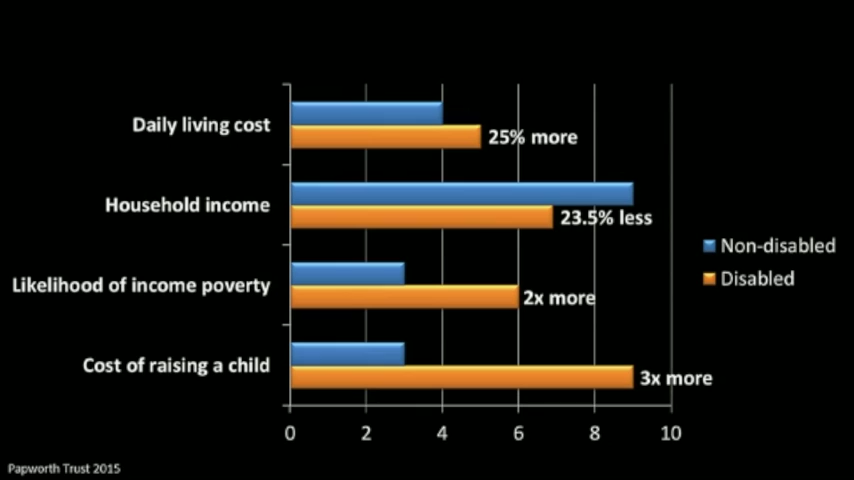 Daily living cost
25% more
Household income
23.5% less
Likelihood of income poverty
2x more
Cost of raising a child
3x more
0 2 4 6 8 10
Non-disabled
Disabled
Papworth Trust 2015